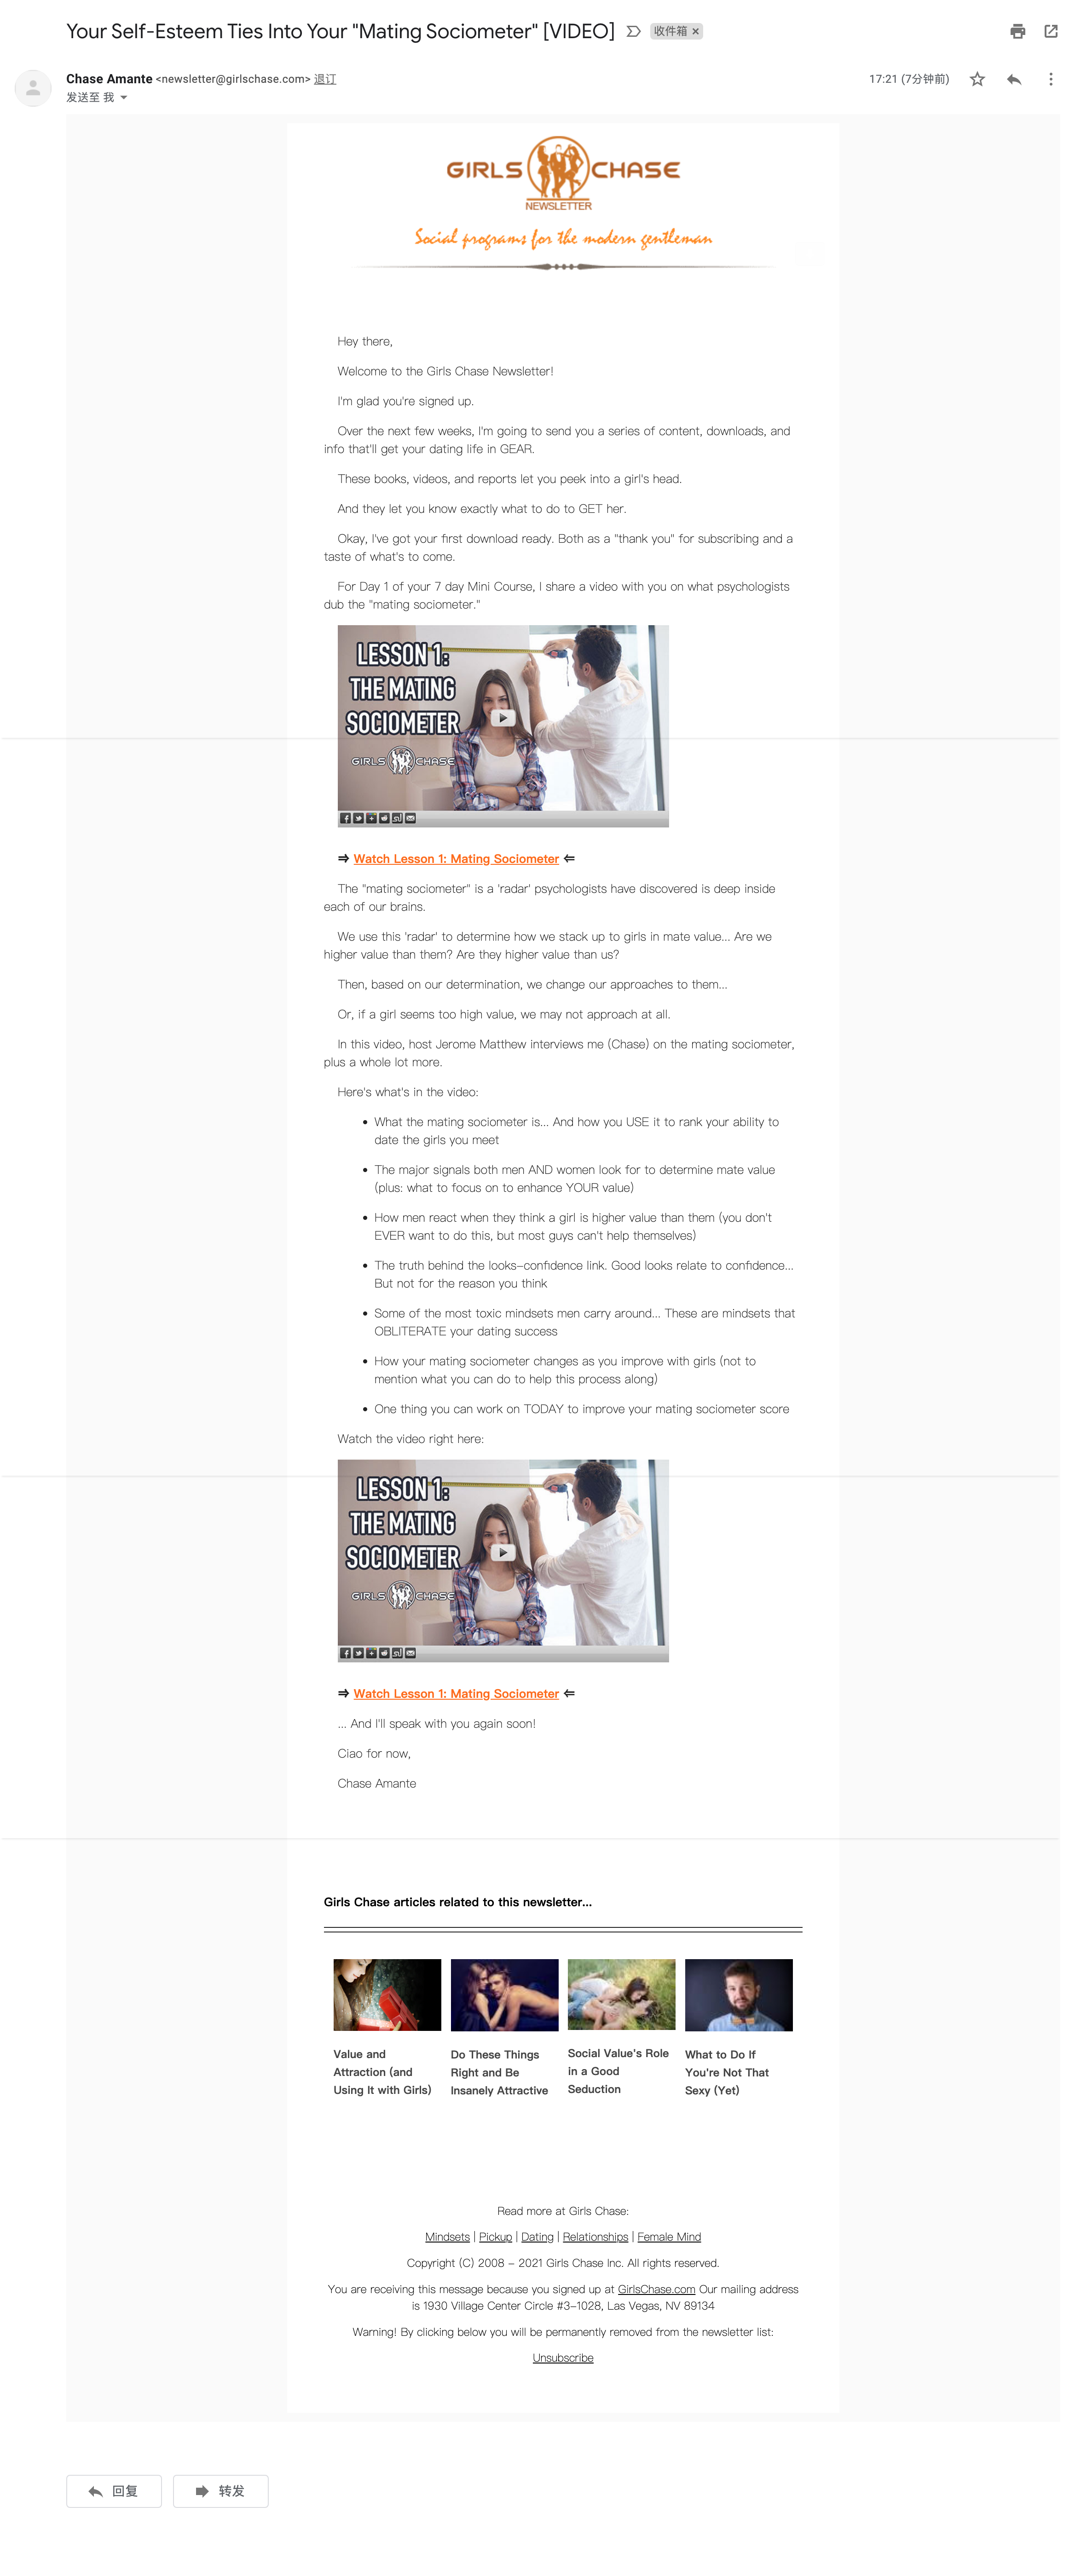 Your Self-Esteem Ties Into Your "Mating Sociometer" [VIDEO]
收件箱 ×
Chase Amante <newsletter@girlschase.com> 退订
17:21 (7分钟前)
发送至 我
GIRLS CHASE
NEWSLETTER
Social programs for the modern gentleman
Hey there,
Welcome to the Girls Chase Newsletter!
I'm glad you're signed up.
Over the next few weeks, I'm going to send you a series of content, downloads, and
info that'll get your dating life in GEAR.
These books, videos, and reports let you peek into a girl's head.
And they let you know exactly what to do to GET her.
Okay, I've got your first download ready. Both as a "thank you" for subscribing and a
taste of what's to come.
For Day 1 of your 7 day Mini Course, I share a video with you on what psychologists
dub the "mating sociometer."
LESSON 1:
THE MATING
SOCIOMETER
GIRLS CHASE
⇒ Watch Lesson 1: Mating Sociometer ⇐
The "mating sociometer" is a 'radar' psychologists have discovered is deep inside
each of our brains.
We use this 'radar' to determine how we stack up to girls in mate value... Are we
higher value than them? Are they higher value than us?
Then, based on our determination, we change our approaches to them...
Or, if a girl seems too high value, we may not approach at all.
In this video, host Jerome Matthew interviews me (Chase) on the mating sociometer,
plus a whole lot more.
Here's what's in the video:
• What the mating sociometer is... And how you USE it to rank your ability to
date the girls you meet
• The major signals both men AND women look for to determine mate value
(plus: what to focus on to enhance YOUR value)
• How men react when they think a girl is higher value than them (you don't
EVER want to do this, but most guys can't help themselves)
• The truth behind the looks-confidence link. Good looks relate to confidence...
But not for the reason you think
• Some of the most toxic mindsets men carry around... These are mindsets that
OBLITERATE your dating success
• How your mating sociometer changes as you improve with girls (not to
mention what you can do to help this process along)
• One thing you can work on TODAY to improve your mating sociometer score
Watch the video right here:
LESSON 1:
THE MATING
SOCIOMETER
GIRLS CHASE
⇒ Watch Lesson 1: Mating Sociometer ⇐
... And I'll speak with you again soon!
Ciao for now,
Chase Amante
Girls Chase articles related to this newsletter...
Value and
Attraction (and
Using It with Girls)
Do These Things
Right and Be
Insanely Attractive
Social Value's Role
in a Good
Seduction
What to Do If
You're Not That
Sexy (Yet)
Read more at Girls Chase:
Mindsets | Pickup | Dating | Relationships | Female Mind
Copyright (C) 2008 - 2021 Girls Chase Inc. All rights reserved.
You are receiving this message because you signed up at GirlsChase.com Our mailing address
is 1930 Village Center Circle #3-1028, Las Vegas, NV 89134
Warning! By clicking below you will be permanently removed from the newsletter list:
Unsubscribe
回复
转发